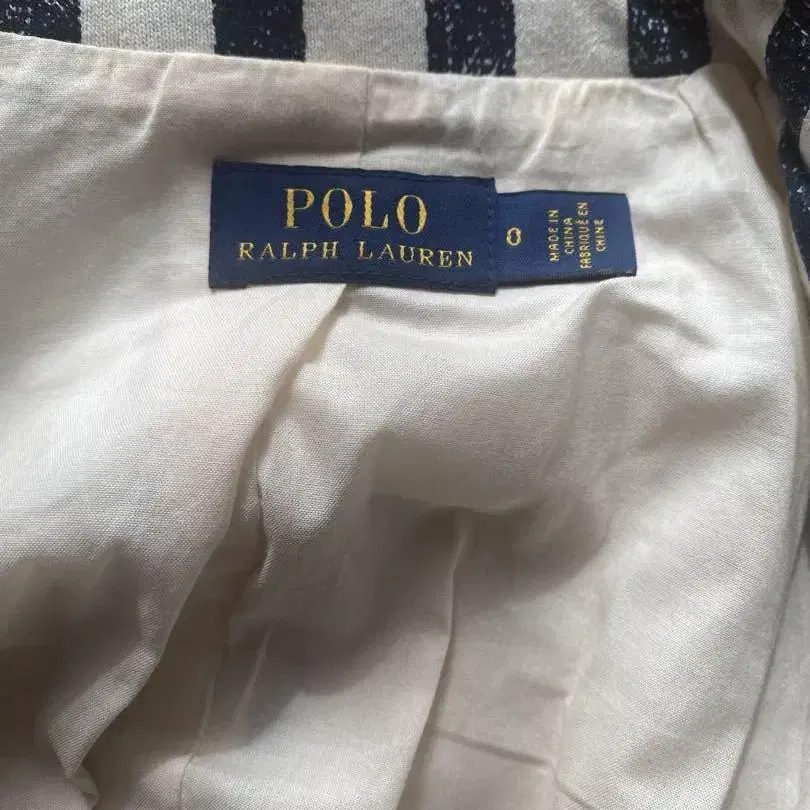 POLO
RALPH LAUREN
0
MADE IN
CHINA
FABRIQUÉ EN
CHINE